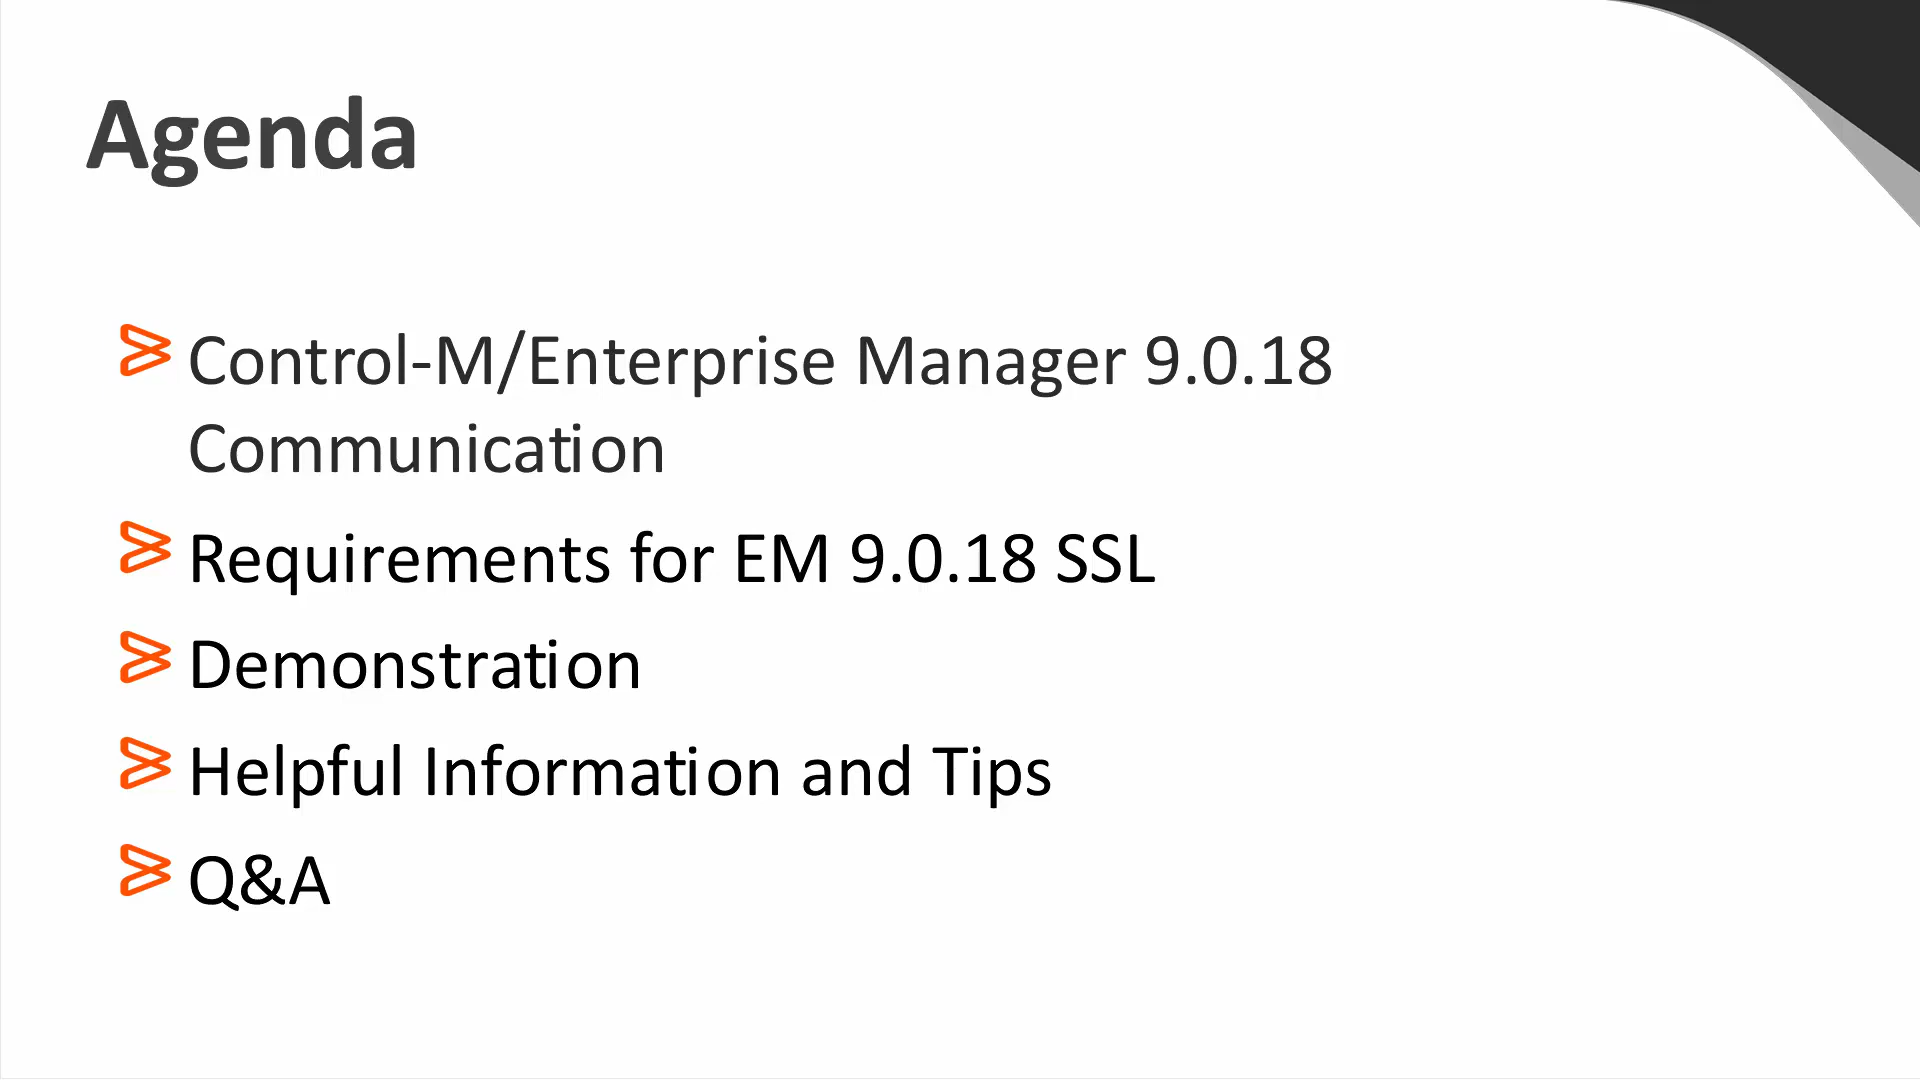 Agenda
Control-M/Enterprise Manager 9.0.18
Communication
Requirements for EM 9.0.18 SSL
Demonstration
Helpful Information and Tips
Q&A